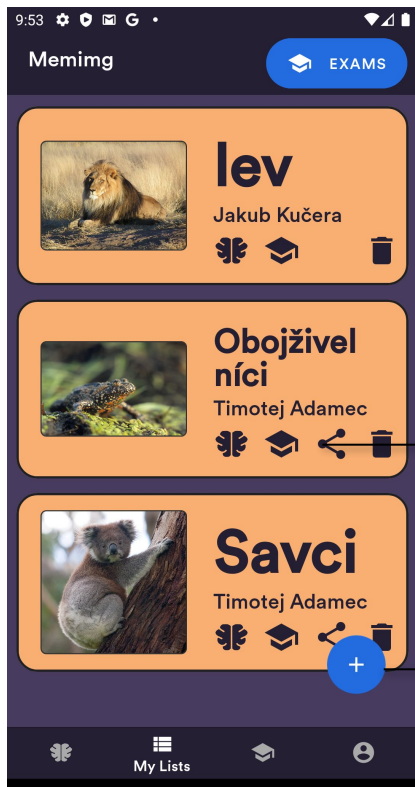 9:53 G
Memimg
EXAMS
lev
Jakub Kučera
Obojživel
níci
Timotej Adamec
Savci
Timotej Adamec
+
My Lists